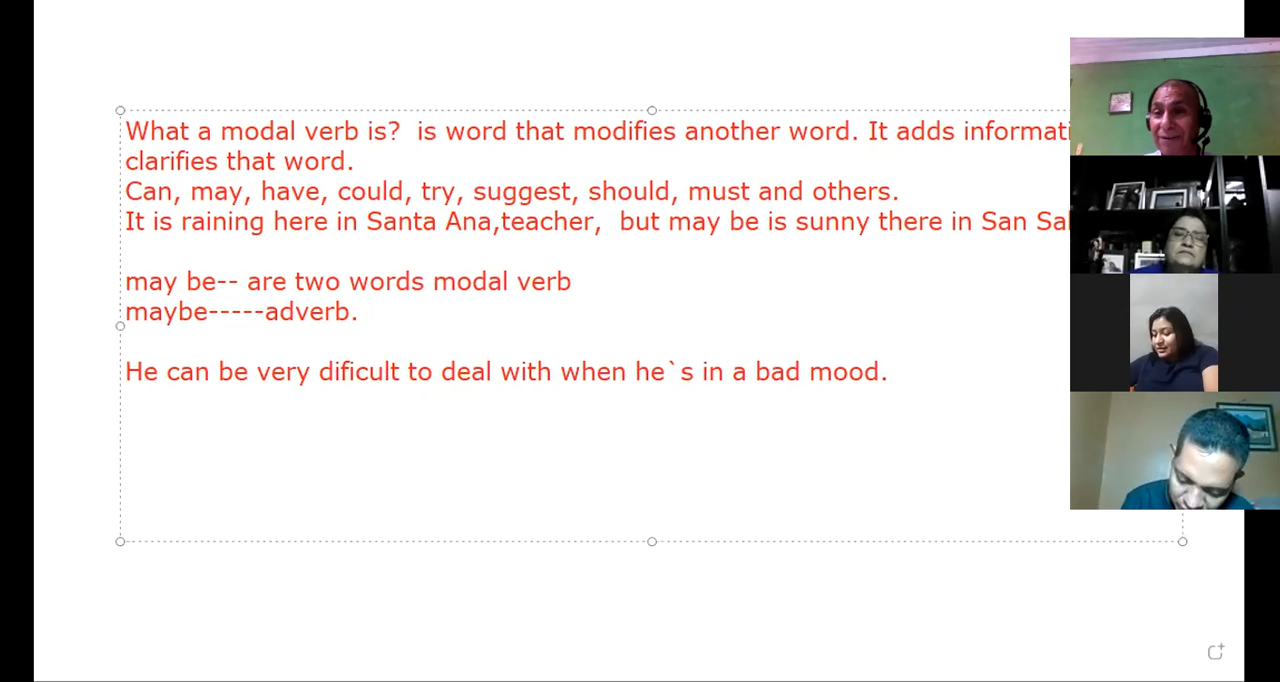 What a modal verb is?  is word that modifies another word. It adds
clarifies that word.
Can, may, have, could, try, suggest, should, must and others.
It is raining here in Santa Ana,teacher,  but may be is sunny there in San
may be-- are two words modal verb
maybe-----adverb.
He can be very dificult to deal with when he`s in a bad mood.